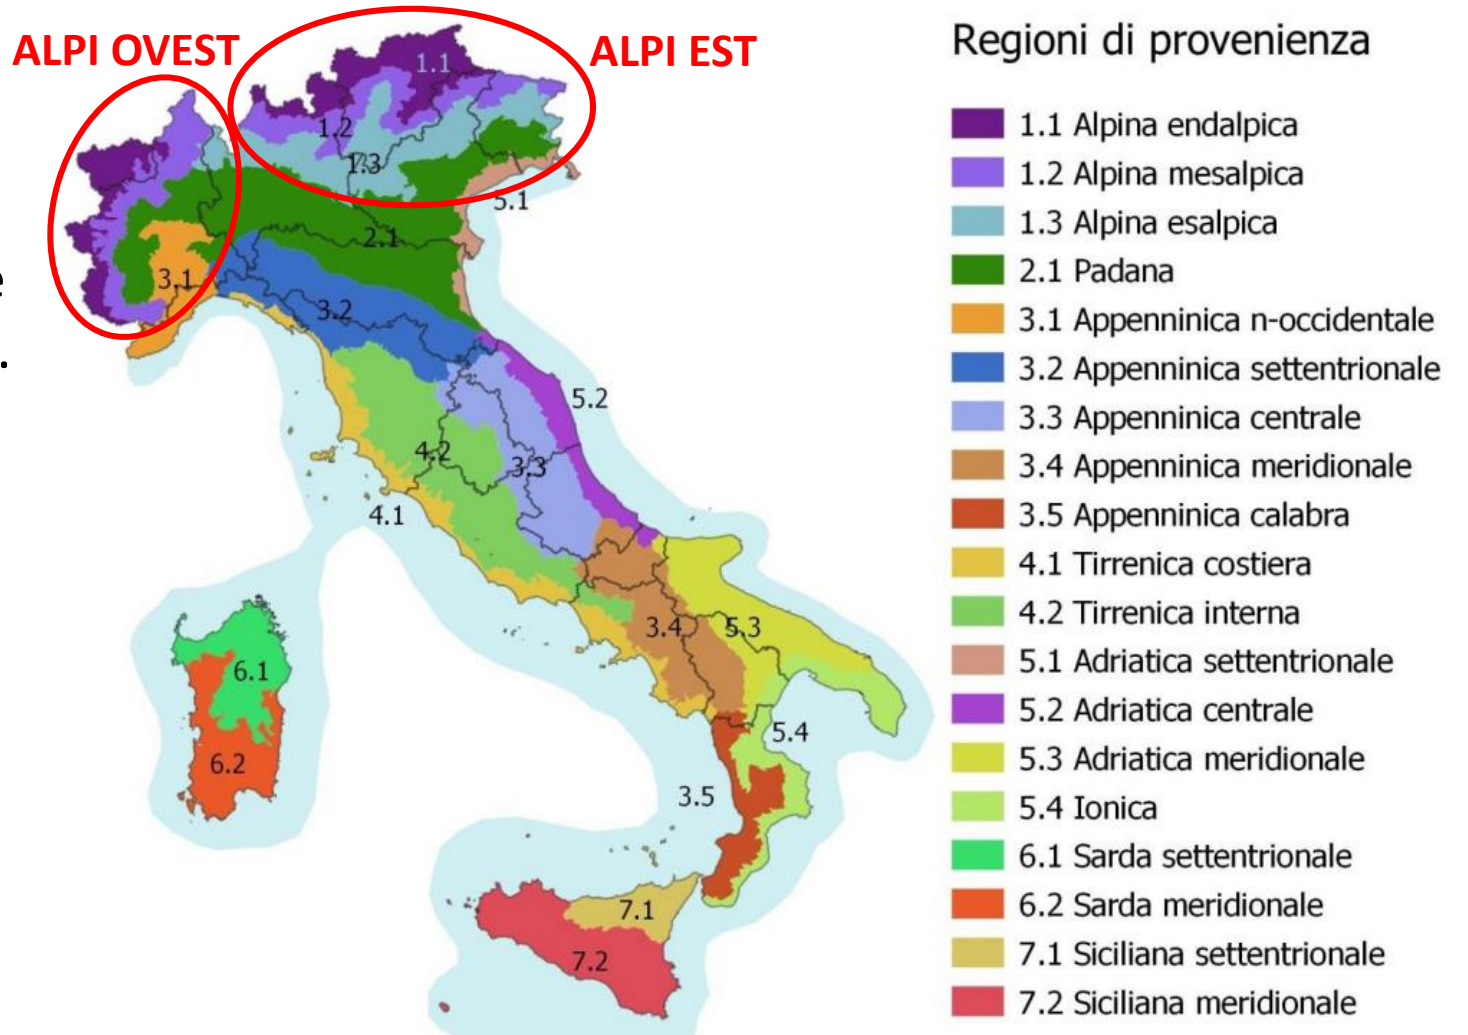 ALPI OVEST
ALPI EST
Regioni di provenienza
1.1 Alpina endalpica
1.2 Alpina mesalpica
1.3 Alpina esalpica
2.1 Padana
3.1 Appenninica n-occidentale
3.2 Appenninica settentrionale
3.3 Appenninica centrale
3.4 Appenninica meridionale
3.5 Appenninica calabra
4.1 Tirrenica costiera
4.2 Tirrenica interna
5.1 Adriatica settentrionale
5.2 Adriatica centrale
5.3 Adriatica meridionale
5.4 Ionica
6.1 Sarda settentrionale
6.2 Sarda meridionale
7.1 Siciliana settentrionale
7.2 Siciliana meridionale
1.1
1.2
1.3
5.1
2.1
e
3.1
3.2
.
5.2
4.2
3.3
4.1
3.4
5.3
6.1
5.4
6.2
3.5
7.1
7.2